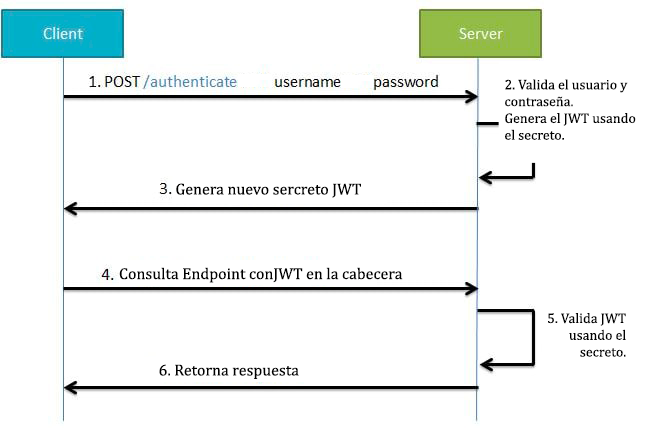 Client
Server
1. POST /authenticate username password
2. Valida el usuario y
contraseña.
Genera el JWT usando
el secreto.
3. Genera nuevo sercreto JWT
4. Consulta Endpoint conJWT en la cabecera
5. Valida JWT
usando el
secreto.
6. Retorna respuesta